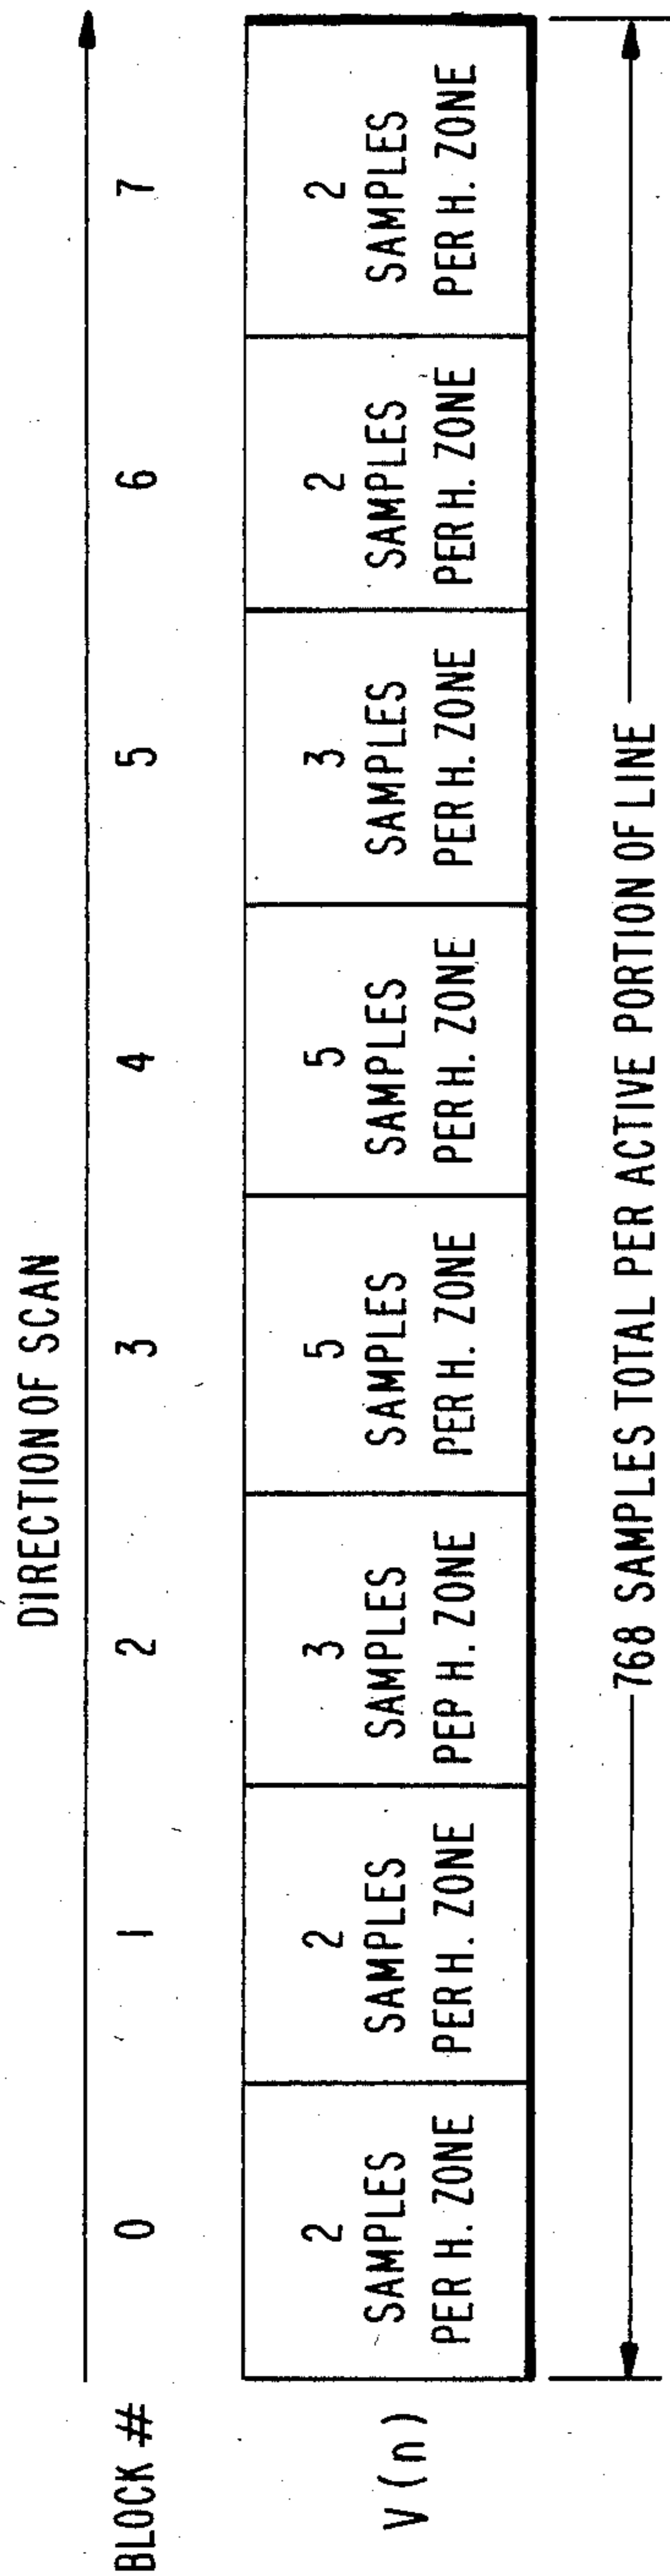 DIRECTION OF SCAN
BLOCK # 0 1 2 3 4 5 6 7
V(n)
2
SAMPLES
PER H. ZONE
2
SAMPLES
PER H. ZONE
3
SAMPLES
PEP H. ZONE
5
SAMPLES
PER H. ZONE
5
SAMPLES
PER H. ZONE
3
SAMPLES
PER H. ZONE
2
SAMPLES
PER H. ZONE
2
SAMPLES
PER H. ZONE
768 SAMPLES TOTAL PER ACTIVE PORTION OF LINE